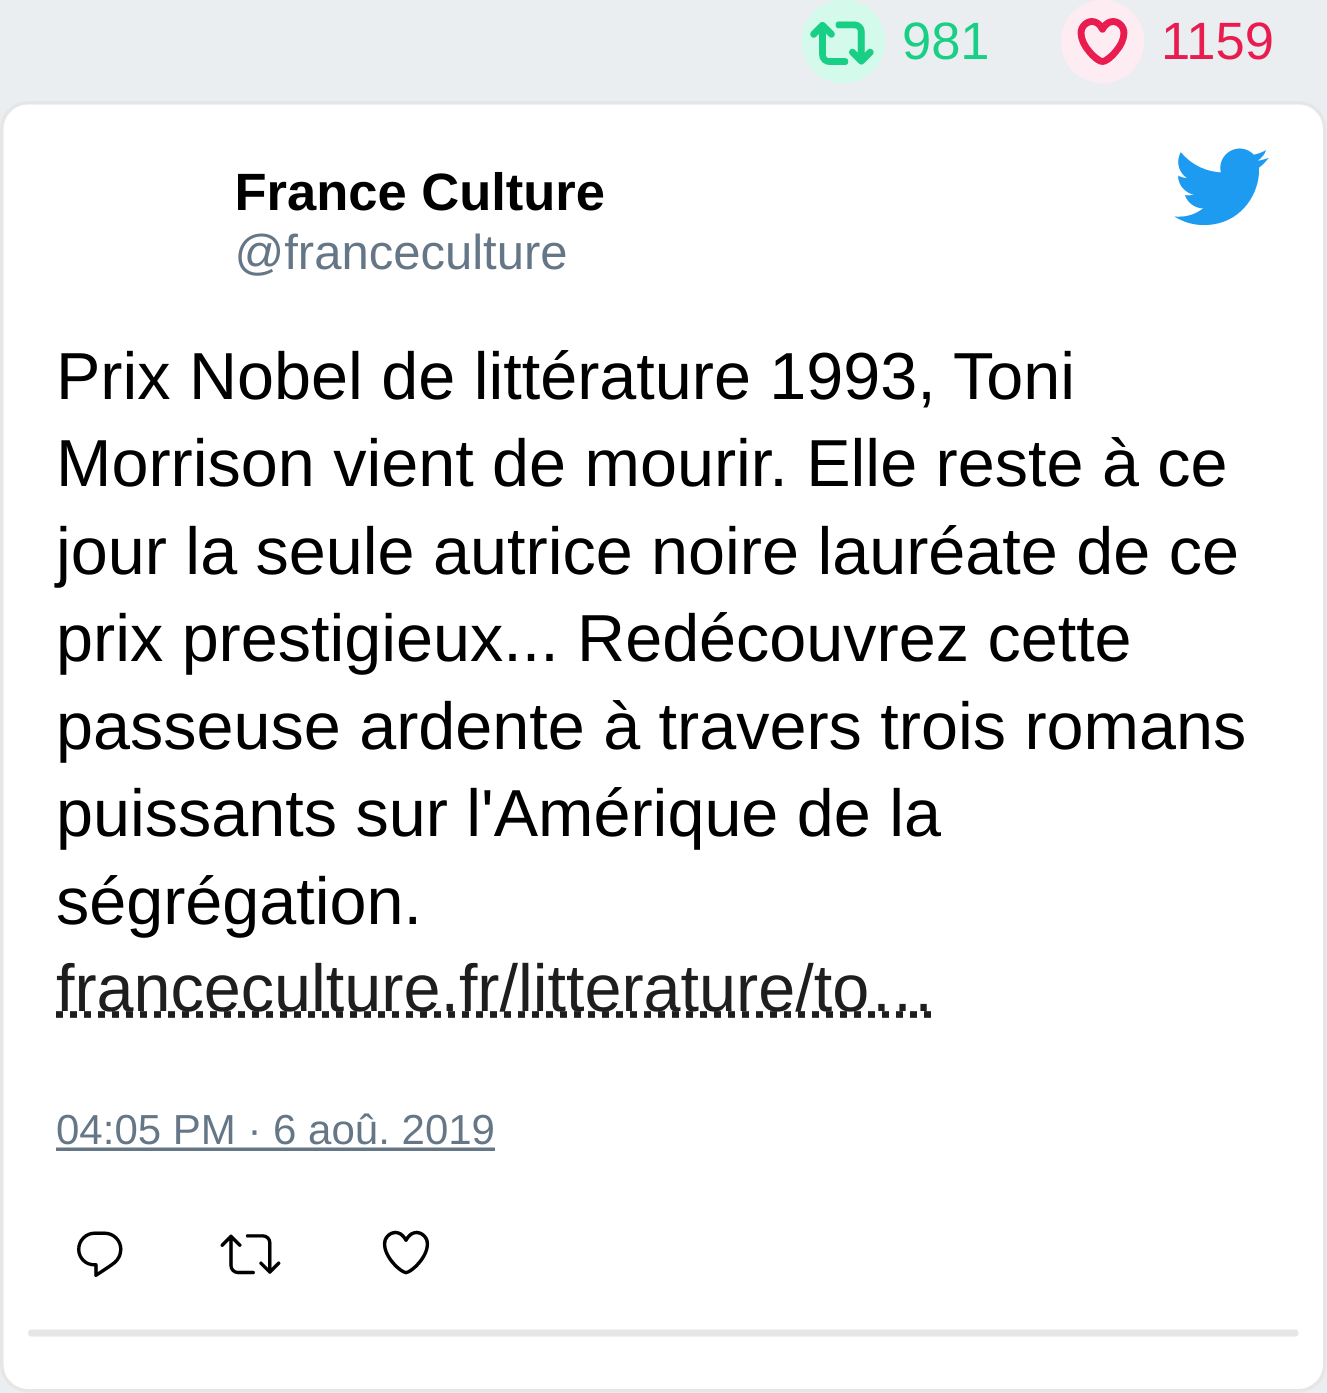 981 1159
France Culture
@franceculture
Prix Nobel de littérature 1993, Toni
Morrison vient de mourir. Elle reste à ce
jour la seule autrice noire lauréate de ce
prix prestigieux... Redécouvrez cette
passeuse ardente à travers trois romans
puissants sur l'Amérique de la
ségrégation.
franceculture.fr/litterature/to…
04:05 PM · 6 aoû. 2019